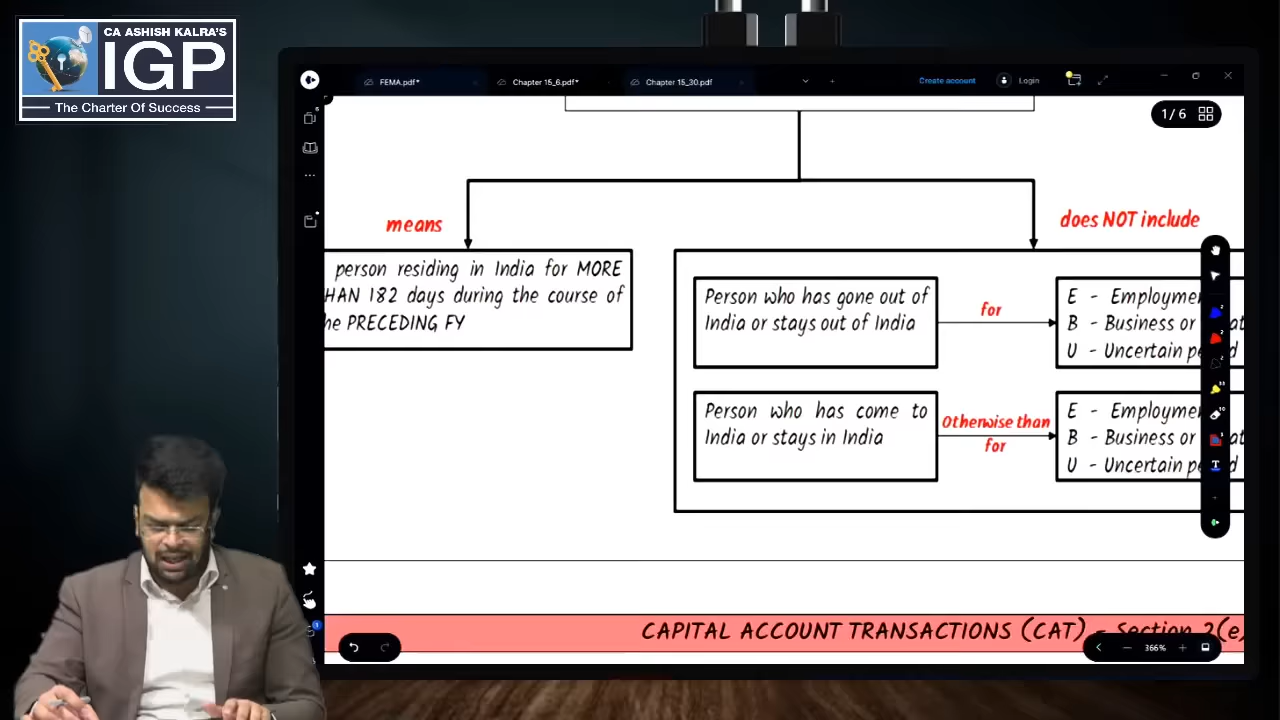 CA ASHISH KALRA'S
IGP
The Charter Of Success
FEMA.pdf*
Chapter 15_6.pdf*
Chapter 15_30.pdf
Create account
Login
1/6
means
does NOT include
person residing in India for MORE
HAN 182 days during the course of
he PRECEDING FY
Person who has gone out of
India or stays out of India
for
E - Employme
B - Business or
U - Uncertain pe
Person who has come to
India or stays in India
Otherwise than
for
E - Employme
B - Business or
U - Uncertain pe
CAPITAL ACCOUNT TRANSACTIONS (CAT) - Section 2(e)
366%